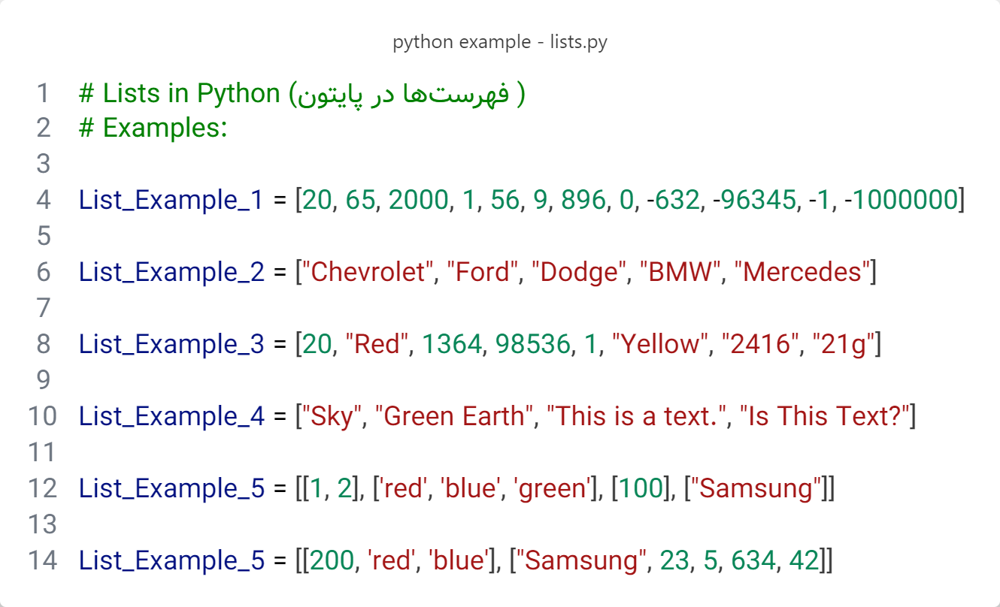 python example - lists.py
1 # Lists in Python (فهرست‌ها در پایتون )
2 # Examples:
3
4 List_Example_1 = [20, 65, 2000, 1, 56, 9, 896, 0, -632, -96345, -1, -1000000]
5
6 List_Example_2 = ["Chevrolet", "Ford", "Dodge", "BMW", "Mercedes"]
7
8 List_Example_3 = [20, "Red", 1364, 98536, 1, "Yellow", "2416", "21g"]
9
10 List_Example_4 = ["Sky", "Green Earth", "This is a text.", "Is This Text?"]
11
12 List_Example_5 = [[1, 2], ['red', 'blue', 'green'], [100], ["Samsung"]]
13
14 List_Example_5 = [[200, 'red', 'blue'], ["Samsung", 23, 5, 634, 42]]